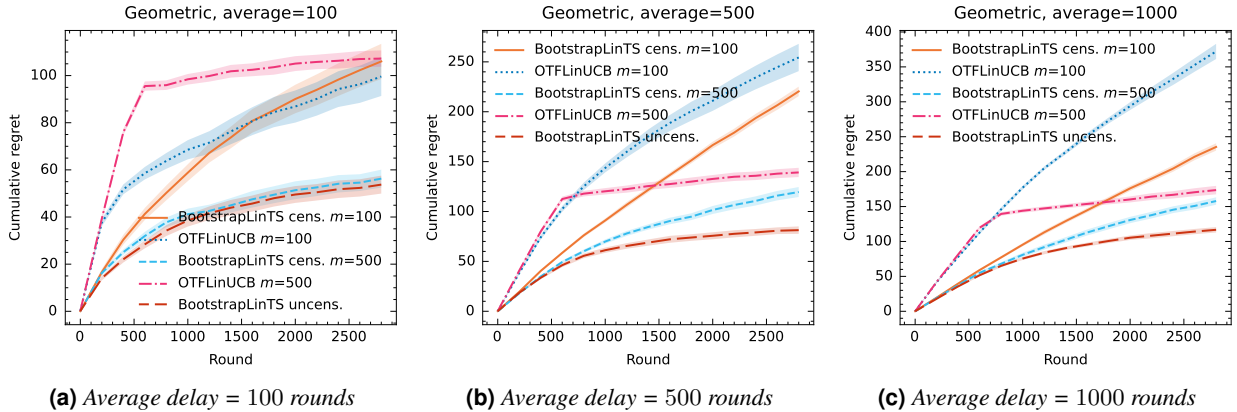 Geometric, average=100
Cumulative regret
100
80
60
40
20
0
BootstrapLinTS cens. m=100
OTFLinUCB m=100
BootstrapLinTS cens. m=500
OTFLinUCB m=500
BootstrapLinTS uncens.
0 500 1000 1500 2000 2500
Round
(a) Average delay = 100 rounds
Geometric, average=500
Cumulative regret
250
200
150
100
50
0
BootstrapLinTS cens. m=100
OTFLinUCB m=100
BootstrapLinTS cens. m=500
OTFLinUCB m=500
BootstrapLinTS uncens.
0 500 1000 1500 2000 2500
Round
(b) Average delay = 500 rounds
Geometric, average=1000
Cumulative regret
400
350
300
250
200
150
100
50
0
BootstrapLinTS cens. m=100
OTFLinUCB m=100
BootstrapLinTS cens. m=500
OTFLinUCB m=500
BootstrapLinTS uncens.
0 500 1000 1500 2000 2500
Round
(c) Average delay = 1000 rounds